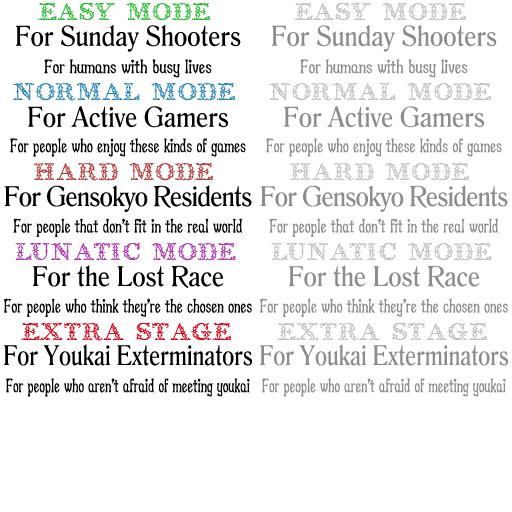 EASY MODE
For Sunday Shooters
For humans with busy lives
NORMAL MODE
For Active Gamers
For people who enjoy these kinds of games
HARD MODE
For Gensokyo Residents
For people that don't fit in the real world
LUNATIC MODE
For the Lost Race
For people who think they're the chosen ones
EXTRA STAGE
For Youkai Exterminators
For people who aren't afraid of meeting youkai
EASY MODE
For Sunday Shooters
For humans with busy lives
NORMAL MODE
For Active Gamers
For people who enjoy these kinds of games
HARD MODE
For Gensokyo Residents
For people that don't fit in the real world
LUNATIC MODE
For the Lost Race
For people who think they're the chosen ones
EXTRA STAGE
For Youkai Exterminators
For people who aren't afraid of meeting youkai